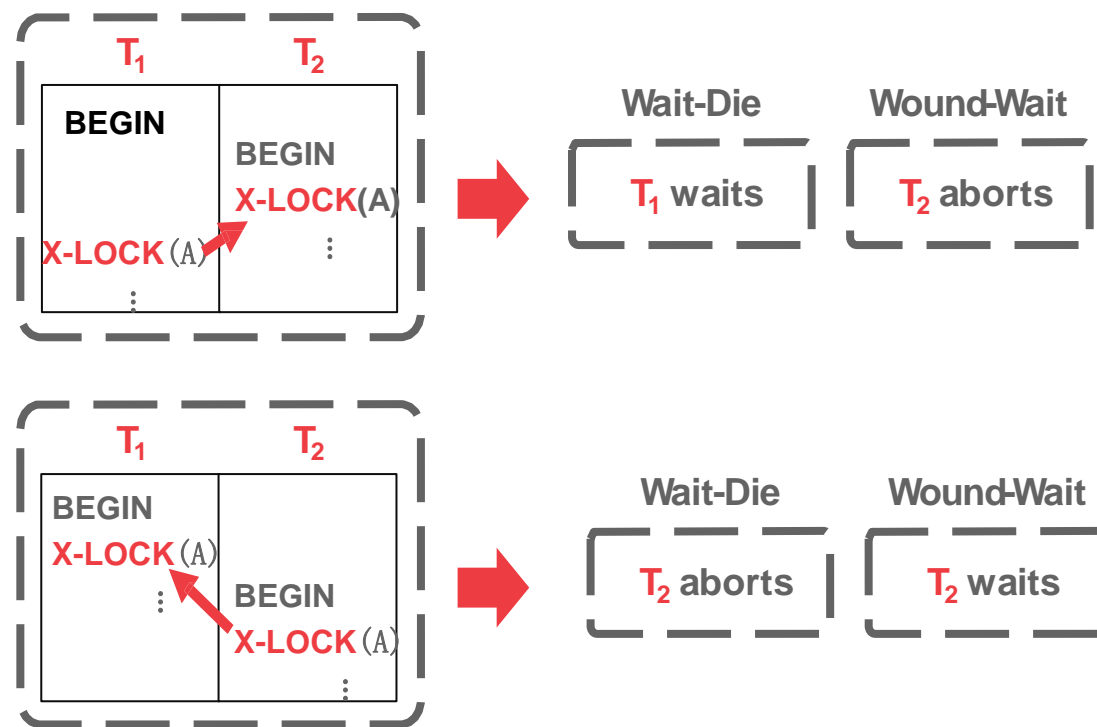 T₁ T₂
BEGIN
BEGIN
X-LOCK(A)
X-LOCK(A)
⋮
⋮
Wait-Die Wound-Wait
T₁ waits T₂ aborts
T₁ T₂
BEGIN
X-LOCK(A)
⋮
BEGIN
X-LOCK(A)
⋮
Wait-Die Wound-Wait
T₂ aborts T₂ waits